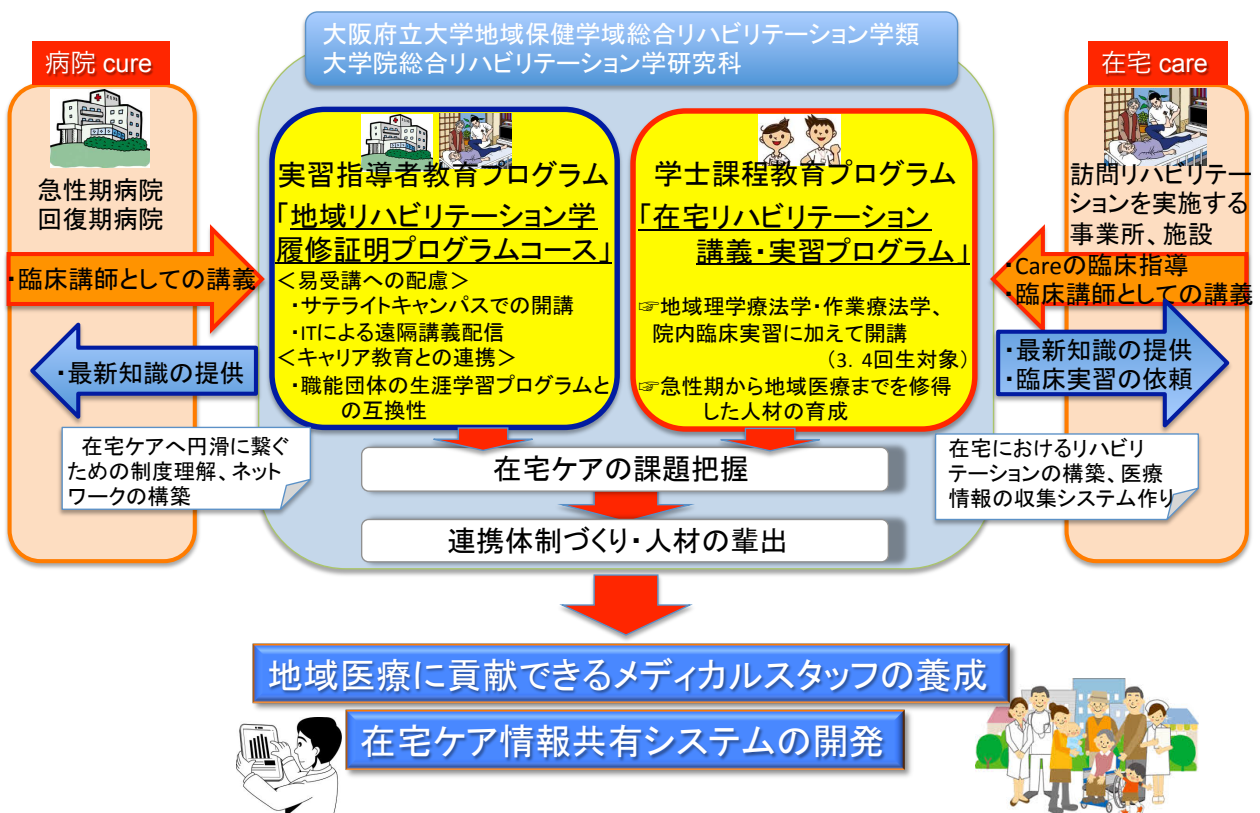 大阪府立大学地域保健学域総合リハビリテーション学類
大学院総合リハビリテーション学研究科
病院 cure
急性期病院
回復期病院
・臨床講師としての講義
・最新知識の提供
在宅ケアへ円滑に繋ぐ
ための制度理解、ネット
ワークの構築
実習指導者教育プログラム
「地域リハビリテーション学
履修証明プログラムコース」
＜易受講への配慮＞
・サテライトキャンパスでの開講
・ITによる遠隔講義配信
＜キャリア教育との連携＞
・職能団体の生涯学習プログラムと
の互換性
学士課程教育プログラム
「在宅リハビリテーション
講義・実習プログラム」
☞地域理学療法学・作業療法学、
院内臨床実習に加えて開講
（3．4回生対象）
☞急性期から地域医療までを修得
した人材の育成
在宅 care
訪問リハビリテー
ションを実施する
事業所、施設
・Careの臨床指導
・臨床講師としての講義
・最新知識の提供
・臨床実習の依頼
在宅におけるリハビリ
テーションの構築、医療
情報の収集システム作り
在宅ケアの課題把握
連携体制づくり・人材の輩出
地域医療に貢献できるメディカルスタッフの養成
在宅ケア情報共有システムの開発